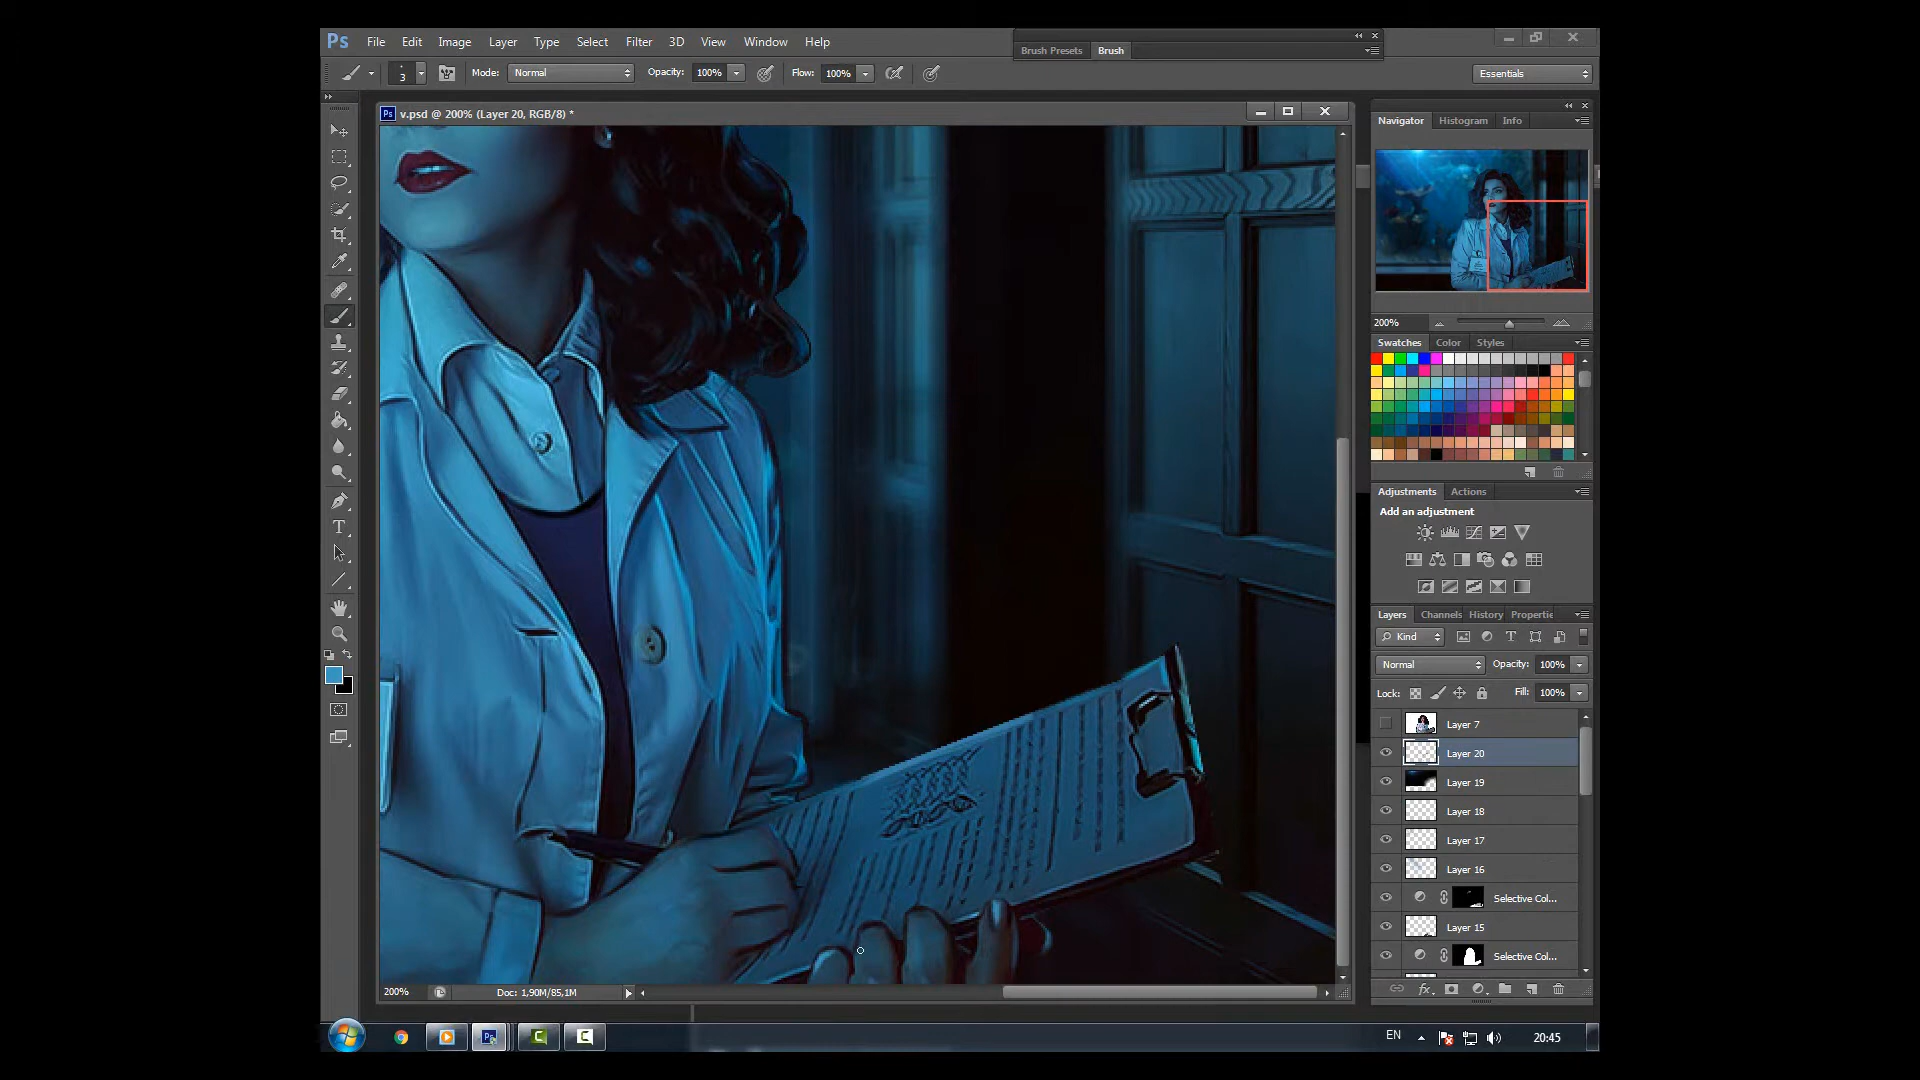 Ps File Edit Image Layer Type Select Filter 3D View Window Help
Brush Presets Brush
3 Mode: Normal Opacity: 100% Flow: 100% Essentials
Ps v.psd @ 200% (Layer 20, RGB/8) *
Navigator Histogram Info
200%
Swatches Color Styles
Adjustments Actions
Add an adjustment
Layers Channels History Propertie
Kind
Normal Opacity: 100%
Lock: Fill: 100%
Layer 7
Layer 20
Layer 19
Layer 18
Layer 17
Layer 16
Selective Col...
Layer 15
Selective Col...
200% Doc: 1,90M/85,1M
fx
EN 20:45